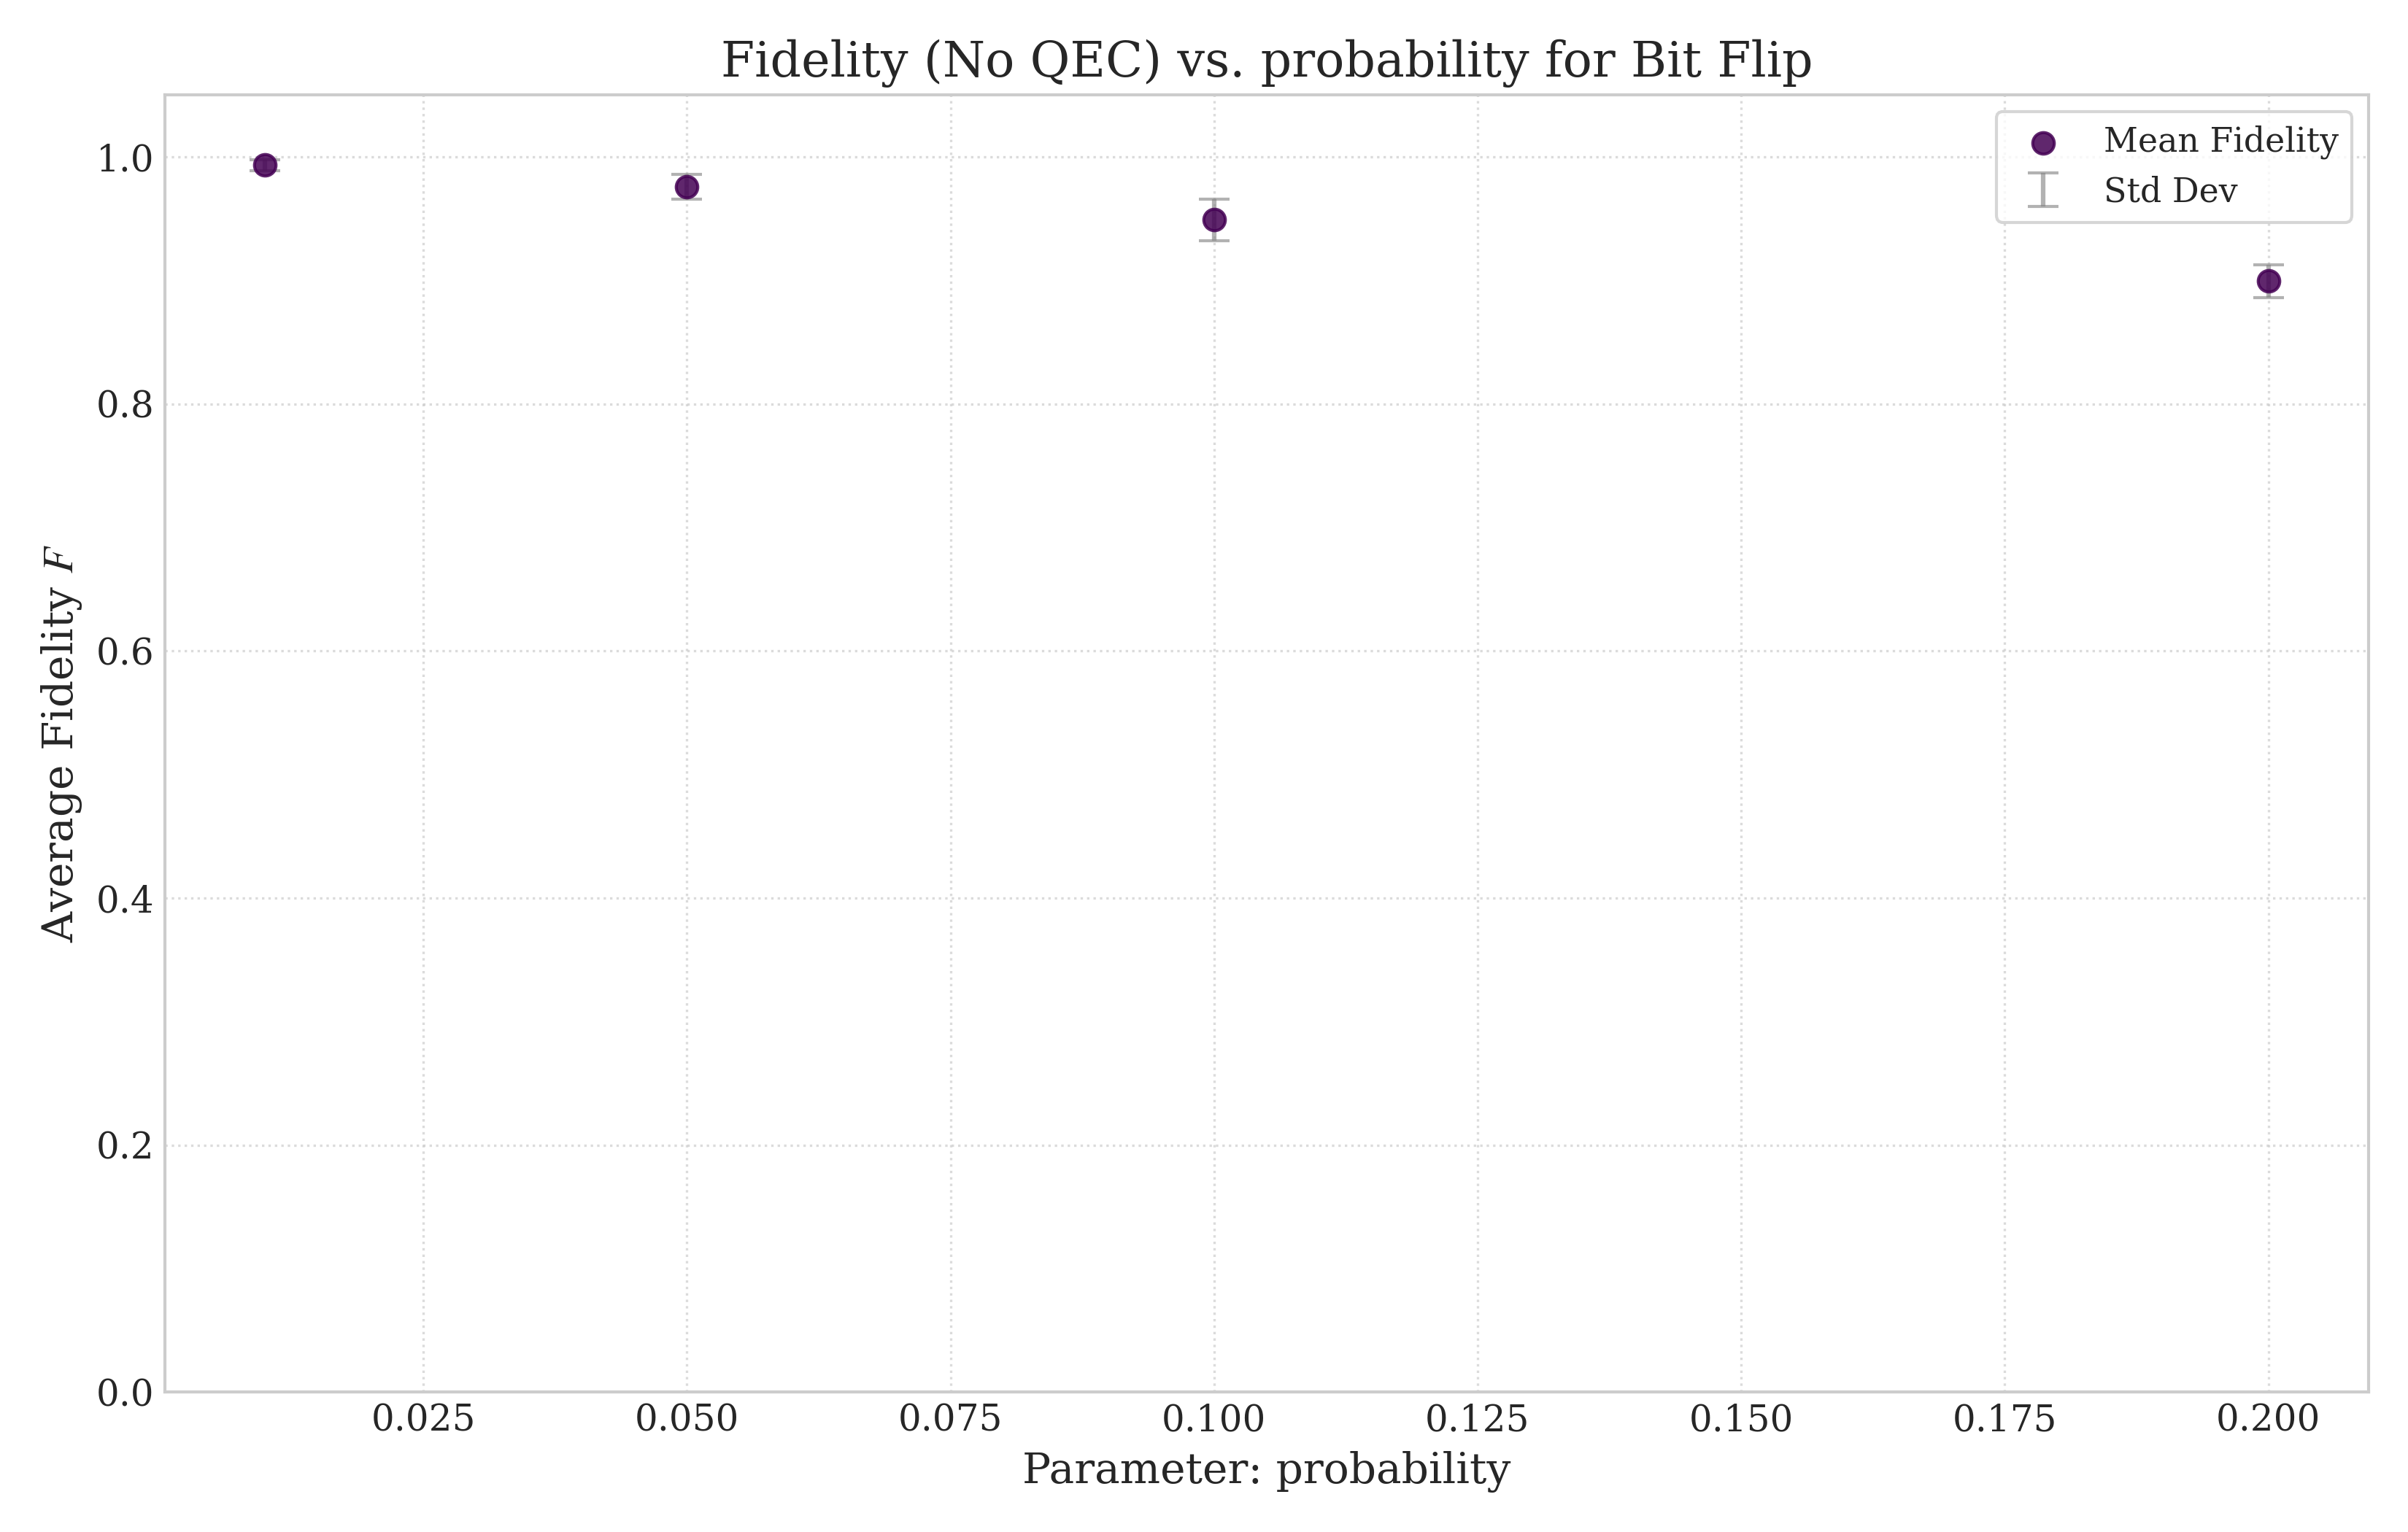 Fidelity (No QEC) vs. probability for Bit Flip
Mean Fidelity
Std Dev
Average Fidelity F
1.0
0.8
0.6
0.4
0.2
0.0
0.025 0.050 0.075 0.100 0.125 0.150 0.175 0.200
Parameter: probability